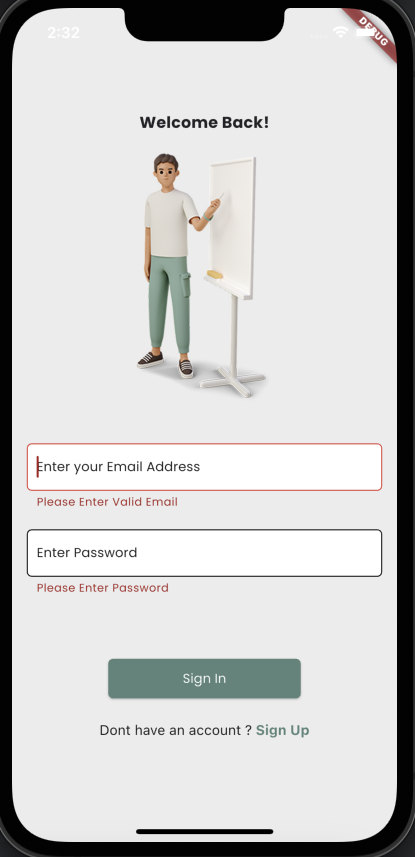 2:32
DEBUG
Welcome Back!
Enter your Email Address
Please Enter Valid Email
Enter Password
Please Enter Password
Sign In
Dont have an account ? Sign Up